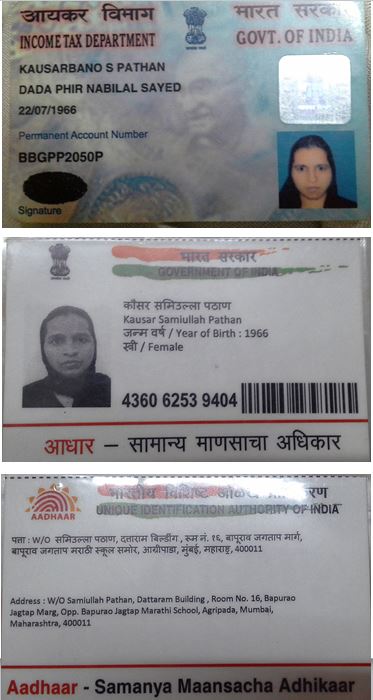 आयकर विभाग भारत सरकार
INCOME TAX DEPARTMENT GOVT. OF INDIA
KAUSARBANO S PATHAN
DADA PHIR NABILAL SAYED
22/07/1966
Permanent Account Number
BBGPP2050P
Signature
भारत सरकार
GOVERNMENT OF INDIA
कौसर समिउल्ला पठाण
Kausar Samiullah Pathan
जन्म वर्ष / Year of Birth : 1966
स्त्री / Female
4360 6253 9404
आधार – सामान्य माणसाचा अधिकार
भारतीय विशिष्ट
UNIQUE IDENTIFICATION AUTHORITY OF INDIA
AADHAAR
पत्ता : W/O समिउल्ला पठाण, दत्ताराम बिल्डींग , रूम नं. १६, बापूराव जगताप मार्ग,
बापूराव जगताप मराठी स्कूल समोर, आग्रीपाडा, मुंबई, महाराष्ट्र, 400011
Address : W/O Samiullah Pathan, Dattaram Building , Room No. 16, Bapurao
Jagtap Marg, Opp. Bapurao Jagtap Marathi School, Agripada, Mumbai,
Maharashtra, 400011
Aadhaar - Samanya Maansacha Adhikaar